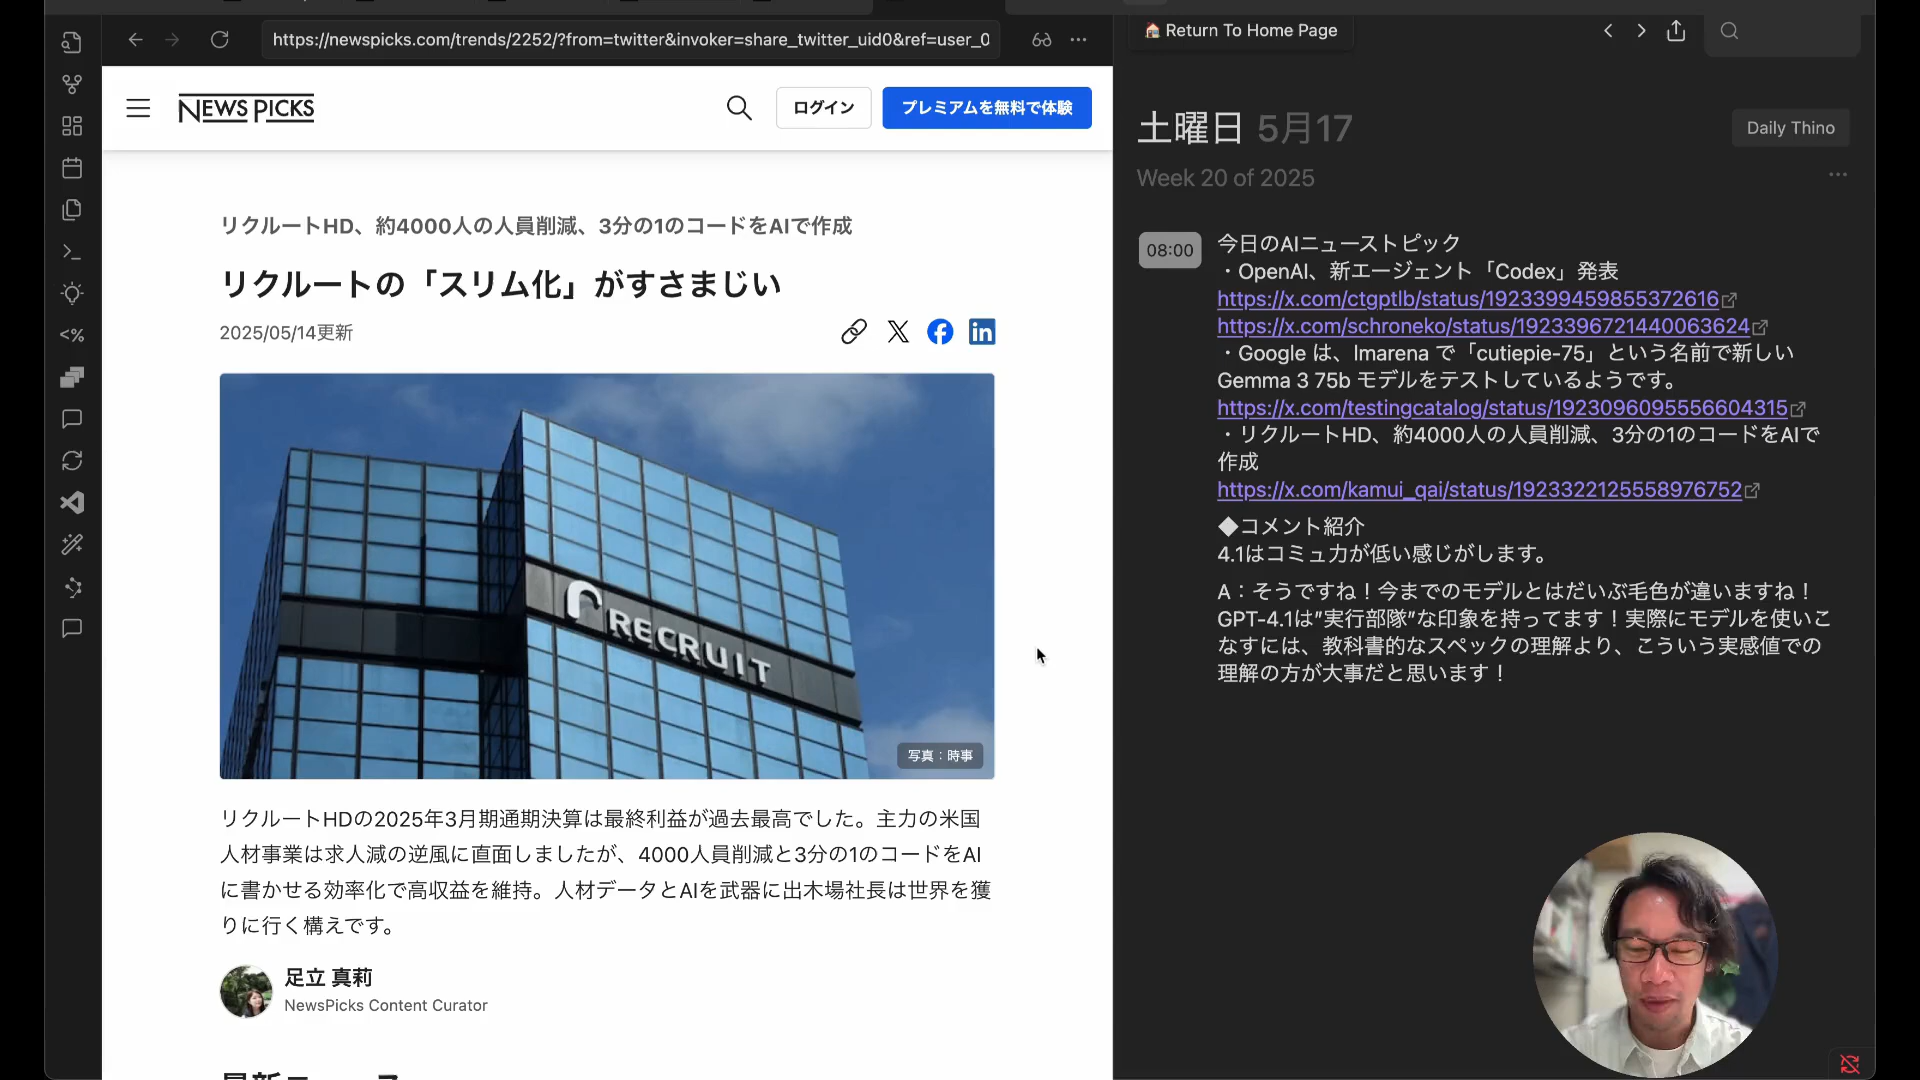 https://newspicks.com/trends/2252/?from=twitter&invoker=share_twitter_uid0&ref=user_0
NEWS PICKS
ログイン
プレミアムを無料で体験
リクルートHD、約4000人の人員削減、3分の1のコードをAIで作成
リクルートの「スリム化」がすさまじい
2025/05/14更新
RECRUIT
写真：時事
リクルートHDの2025年3月期通期決算は最終利益が過去最高でした。主力の米国
人材事業は求人減の逆風に直面しましたが、4000人員削減と3分の1のコードをAI
に書かせる効率化で高収益を維持。人材データとAIを武器に出木場社長は世界を獲
りに行く構えです。
足立 真莉
NewsPicks Content Curator
Return To Home Page
土曜日 5月17
Daily Thino
Week 20 of 2025
08:00
今日のAIニューストピック
・OpenAI、新エージェント「Codex」発表
https://x.com/ctgptlb/status/1923399459855372616
https://x.com/schroneko/status/1923396721440063624
・Google は、lmarena で「cutiepie-75」という名前で新しい
Gemma 3 75b モデルをテストしているようです。
https://x.com/testingcatalog/status/1923096095556604315
・リクルートHD、約4000人の人員削減、3分の1のコードをAIで
作成
https://x.com/kamui_qai/status/1923322125558976752
◆コメント紹介
4.1はコミュ力が低い感じがします。
A：そうですね！今までのモデルとはだいぶ毛色が違いますね！
GPT-4.1は”実行部隊”な印象を持ってます！実際にモデルを使いこ
なすには、教科書的なスペックの理解より、こういう実感値での
理解の方が大事だと思います！